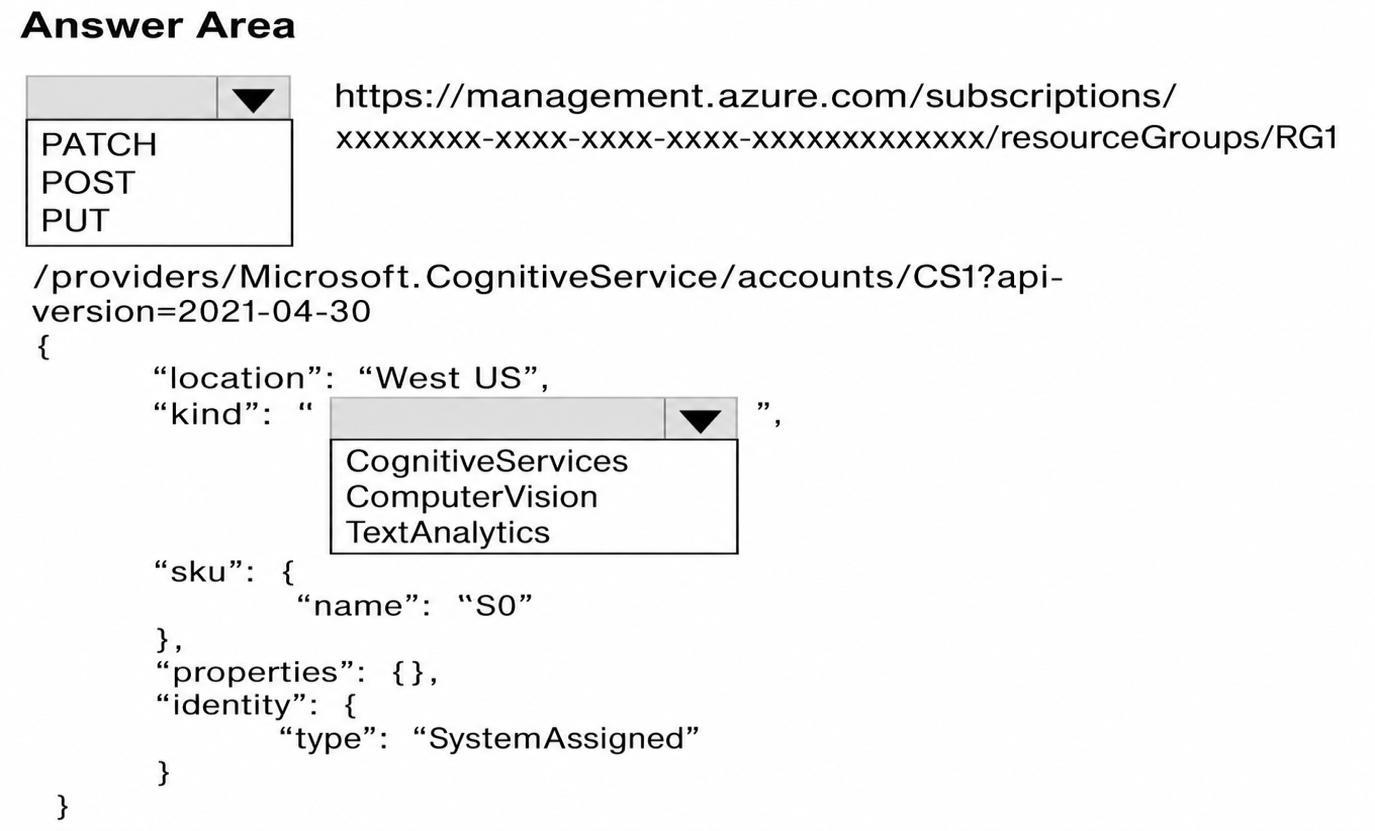 Answer Area
https://management.azure.com/subscriptions/
xxxxxxxx-xxxx-xxxx-xxxx-xxxxxxxxxxxxx/resourceGroups/RG1
PATCH
POST
PUT
/providers/Microsoft.CognitiveService/accounts/CS1?api-
version=2021-04-30
{
“location”: “West US”,
“kind”: “ ”,
CognitiveServices
ComputerVision
TextAnalytics
“sku”: {
“name”: “S0”
},
“properties”: {},
“identity”: {
“type”: “SystemAssigned”
}
}